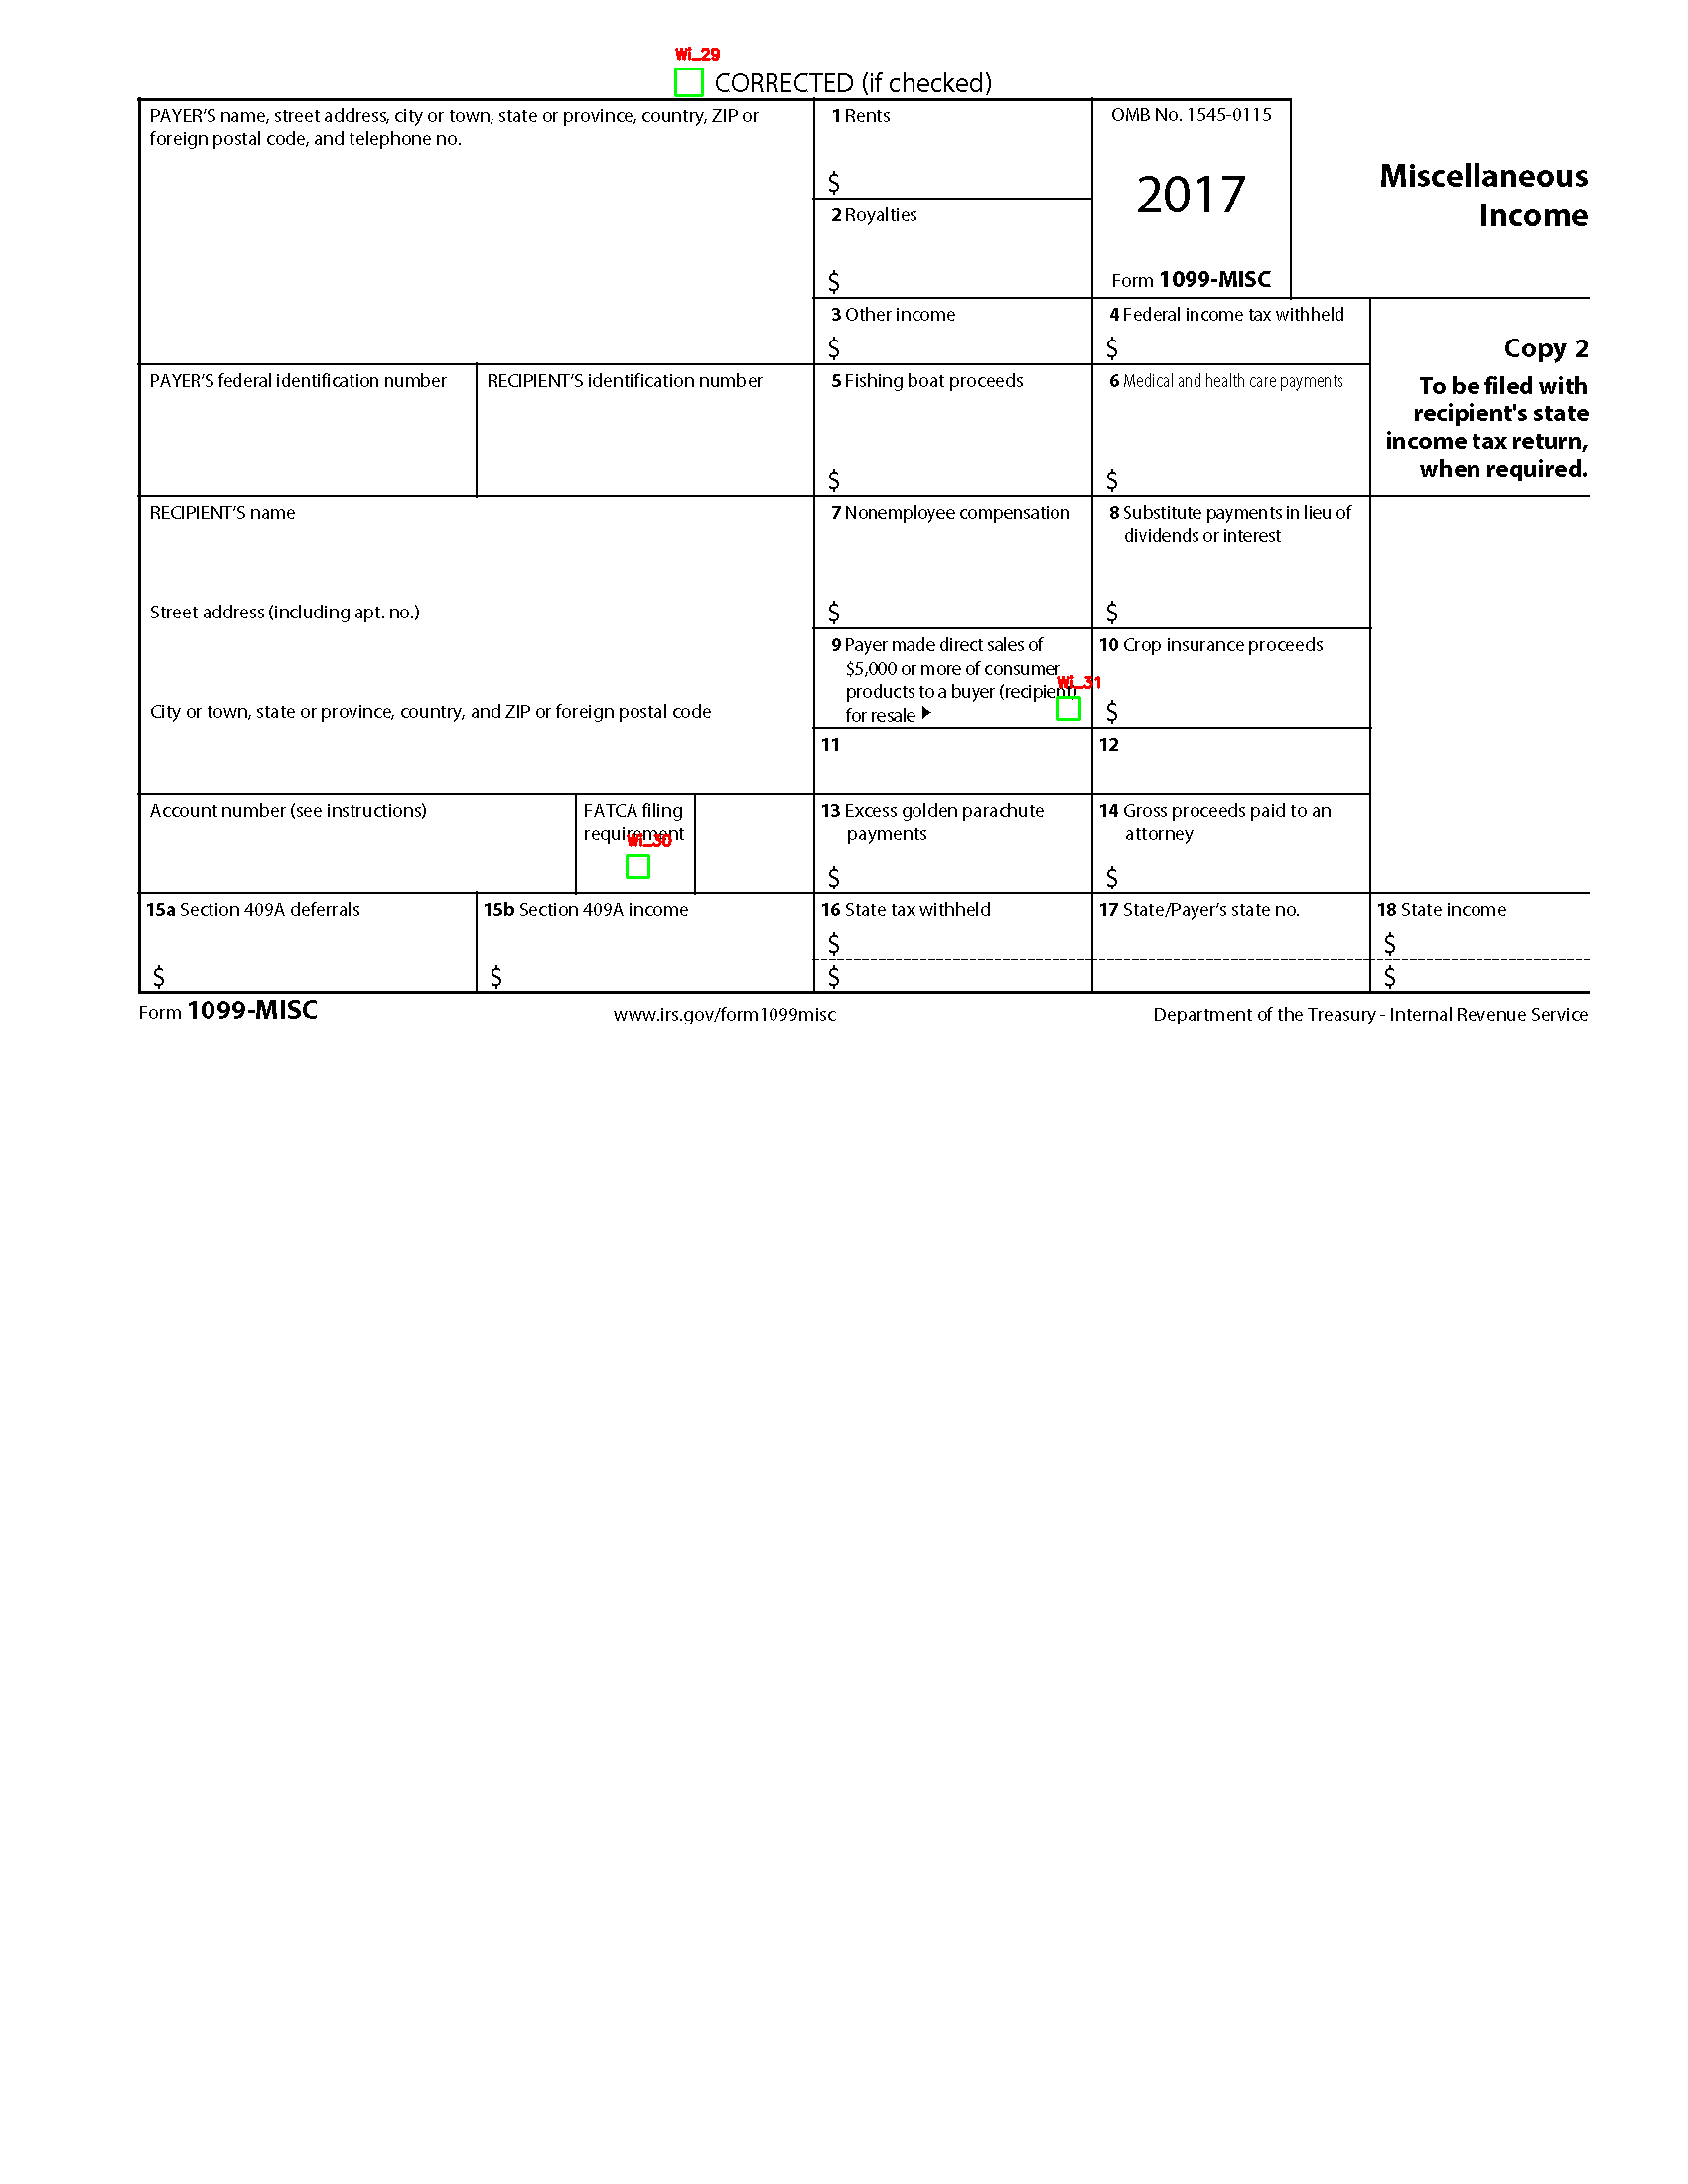 Wi_29
CORRECTED (if checked)
PAYER'S name, street address, city or town, state or province, country, ZIP or
foreign postal code, and telephone no.
1 Rents
$
2 Royalties
$
OMB No. 1545-0115
2017
Form 1099-MISC
Miscellaneous
Income
3 Other income
$
4 Federal income tax withheld
$
Copy 2
To be filed with
recipient's state
income tax return,
when required.
PAYER'S federal identification number
RECIPIENT'S identification number
5 Fishing boat proceeds
$
6 Medical and health care payments
$
RECIPIENT'S name
Street address (including apt. no.)
City or town, state or province, country, and ZIP or foreign postal code
7 Nonemployee compensation
$
8 Substitute payments in lieu of
dividends or interest
$
9 Payer made direct sales of
$5,000 or more of consumer
products to a buyer (recipient)
for resale ▶
Wi_31
10 Crop insurance proceeds
$
11
12
Account number (see instructions)
FATCA filing
requirement
Wi_30
13 Excess golden parachute
payments
$
14 Gross proceeds paid to an
attorney
$
15a Section 409A deferrals
$
15b Section 409A income
$
16 State tax withheld
$
$
17 State/Payer's state no.
18 State income
$
$
Form 1099-MISC
www.irs.gov/form1099misc
Department of the Treasury - Internal Revenue Service